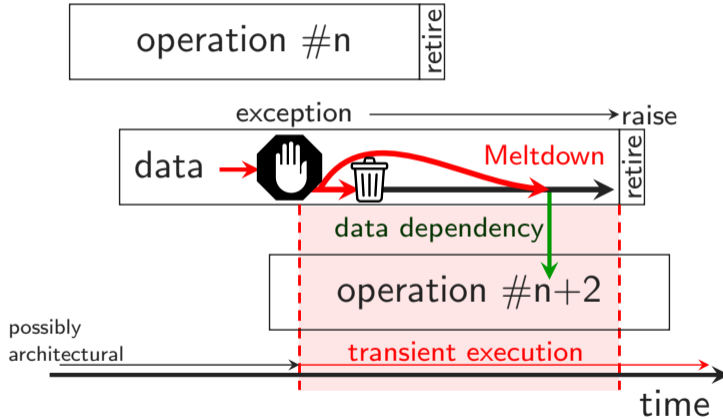 operation #n
retire
exception
raise
data
Meltdown
retire
data dependency
operation #n+2
possibly
architectural
transient execution
time